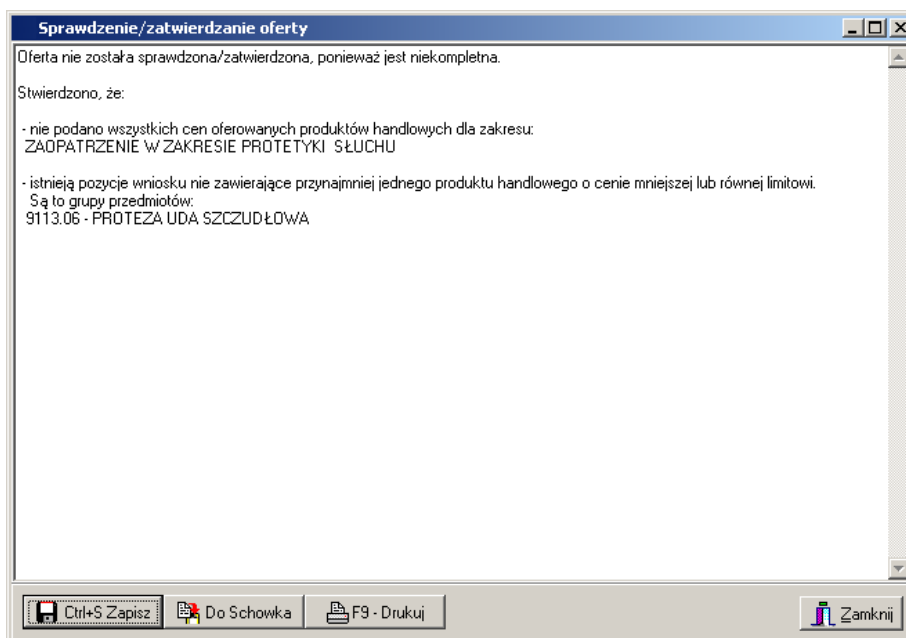 Sprawdzenie/zatwierdzanie oferty
Oferta nie została sprawdzona/zatwierdzona, ponieważ jest niekompletna.
Stwierdzono, że:
- nie podano wszystkich cen oferowanych produktów handlowych dla zakresu:
ZAOPATRZENIE W ZAKRESIE PROTETYKI SŁUCHU
- istnieją pozycje wniosku nie zawierające przynajmniej jednego produktu handlowego o cenie mniejszej lub równej limitowi.
Są to grupy przedmiotów:
9113.06 - PROTEZA UDA SZCZUDŁOWA
Ctrl+S Zapisz Do Schowka F9 - Drukuj Zamknij